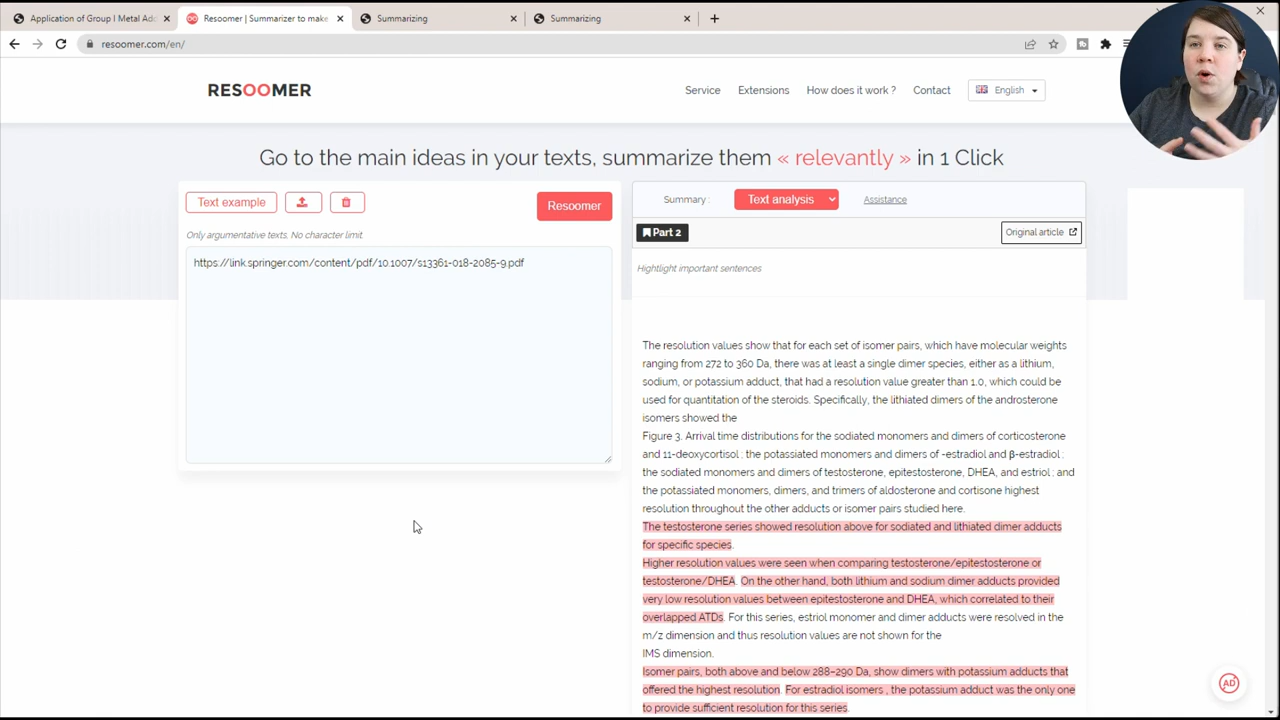 Application of Group I Metal Ad
Resoomer | Summarizer to make
Summarizing
Summarizing
resoomer.com/en/
RESOOMER
Service
Extensions
How does it work ?
Contact
English
Go to the main ideas in your texts, summarize them « relevantly » in 1 Click
Text example
Resoomer
Only argumentative texts. No character limit
https://link.springer.com/content/pdf/10.1007/s13361-018-2085-9.pdf
Summary :
Text analysis
Assistance
Part 2
Original article
Highlight important sentences
The resolution values show that for each set of isomer pairs, which have molecular weights
ranging from 272 to 360 Da, there was at least a single dimer species, either as a lithium,
sodium, or potassium adduct, that had a resolution value greater than 1.0, which could be
used for quantitation of the steroids. Specifically, the lithiated dimers of the androsterone
isomers showed the
Figure 3. Arrival time distributions for the sodiated monomers and dimers of corticosterone
and 11-deoxycortisol ; the potassiated monomers and dimers of -estradiol and β-estradiol ;
the sodiated monomers and dimers of testosterone, epitestosterone, DHEA, and estriol ; and
the potassiated monomers, dimers, and trimers of aldosterone and cortisone highest
resolution throughout the other adducts or isomer pairs studied here.
The testosterone series showed resolution above for sodiated and lithiated dimer adducts
for specific species.
Higher resolution values were seen when comparing testosterone/epitestosterone or
testosterone/DHEA. On the other hand, both lithium and sodium dimer adducts provided
very low resolution values between epitestosterone and DHEA, which correlated to their
overlapped ATDs. For this series, estriol monomer and dimer adducts were resolved in the
m/z dimension and thus resolution values are not shown for the
IMS dimension.
Isomer pairs, both above and below 288–290 Da, show dimers with potassium adducts that
offered the highest resolution. For estradiol isomers , the potassium adduct was the only one
to provide sufficient resolution for this series.
AD